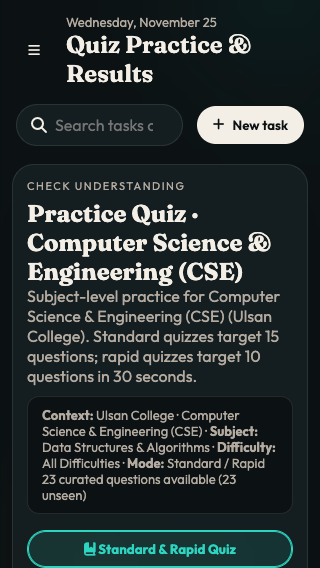 Wednesday, November 25
Quiz Practice &
Results
Search tasks c
+ New task
CHECK UNDERSTANDING
Practice Quiz ·
Computer Science &
Engineering (CSE)
Subject-level practice for Computer
Science & Engineering (CSE) (Ulsan
College). Standard quizzes target 15
questions; rapid quizzes target 10
questions in 30 seconds.
Context: Ulsan College · Computer
Science & Engineering (CSE) · Subject:
Data Structures & Algorithms · Difficulty:
All Difficulties · Mode: Standard / Rapid
23 curated questions available (23
unseen)
Standard & Rapid Quiz